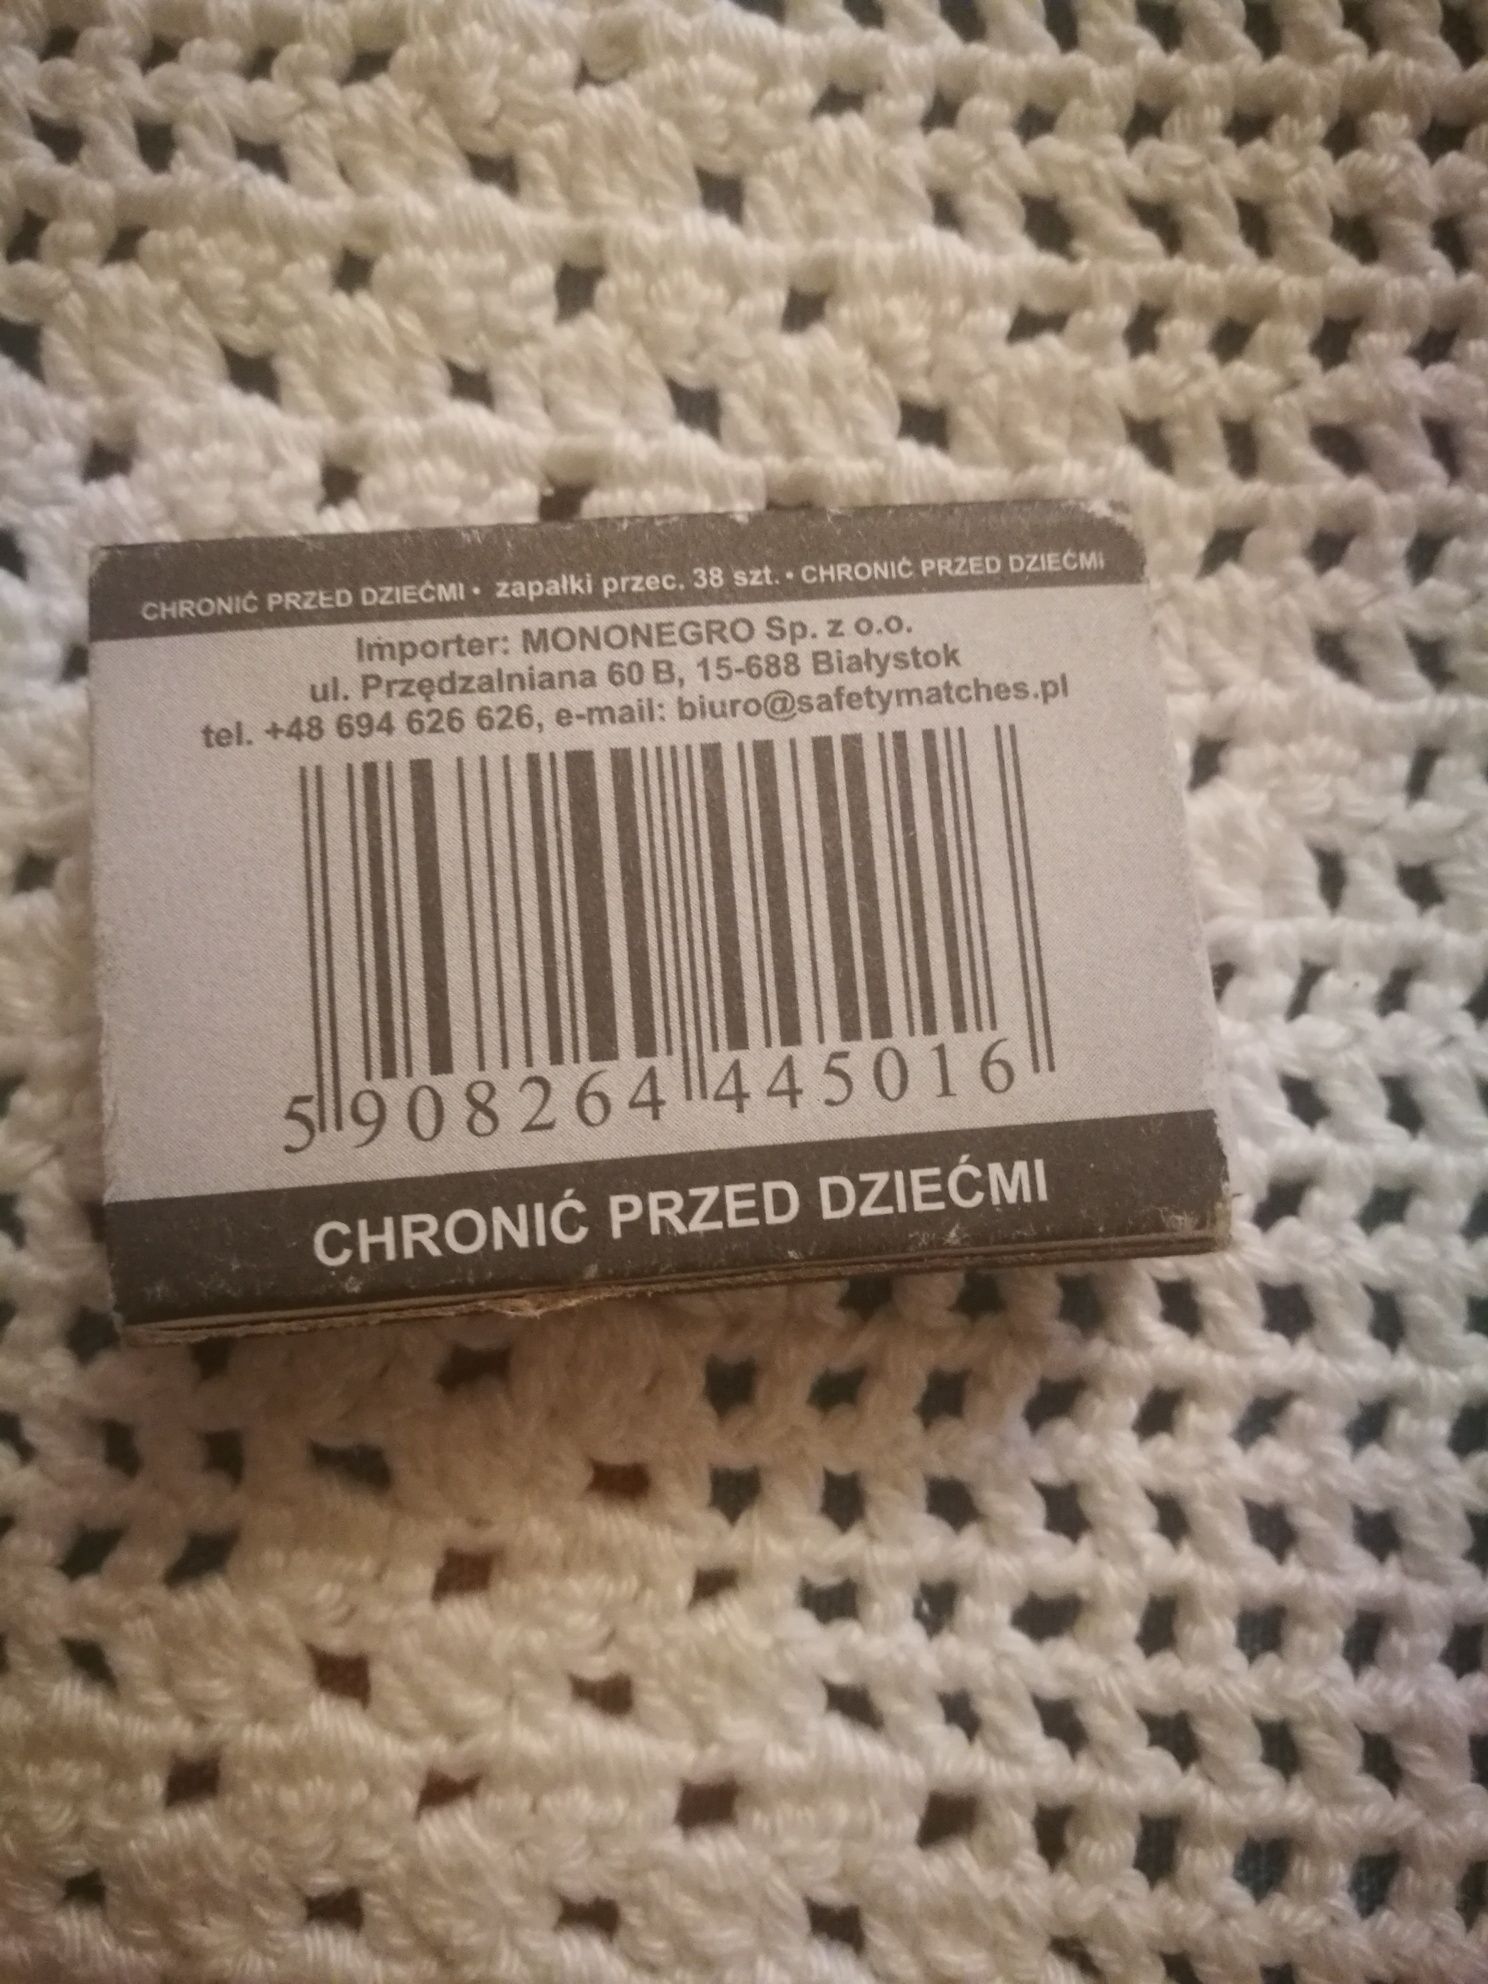 CHRONIĆ PRZED DZIEĆMI • zapałki przec. 38 szt. • CHRONIĆ PRZED DZIEĆMI
Importer: MONONEGRO Sp. z o.o.
ul. Przędzalniana 60 B, 15-688 Białystok
tel. +48 694 626 626, e-mail: biuro@safetymatches.pl
5 908264 445016
CHRONIĆ PRZED DZIEĆMI